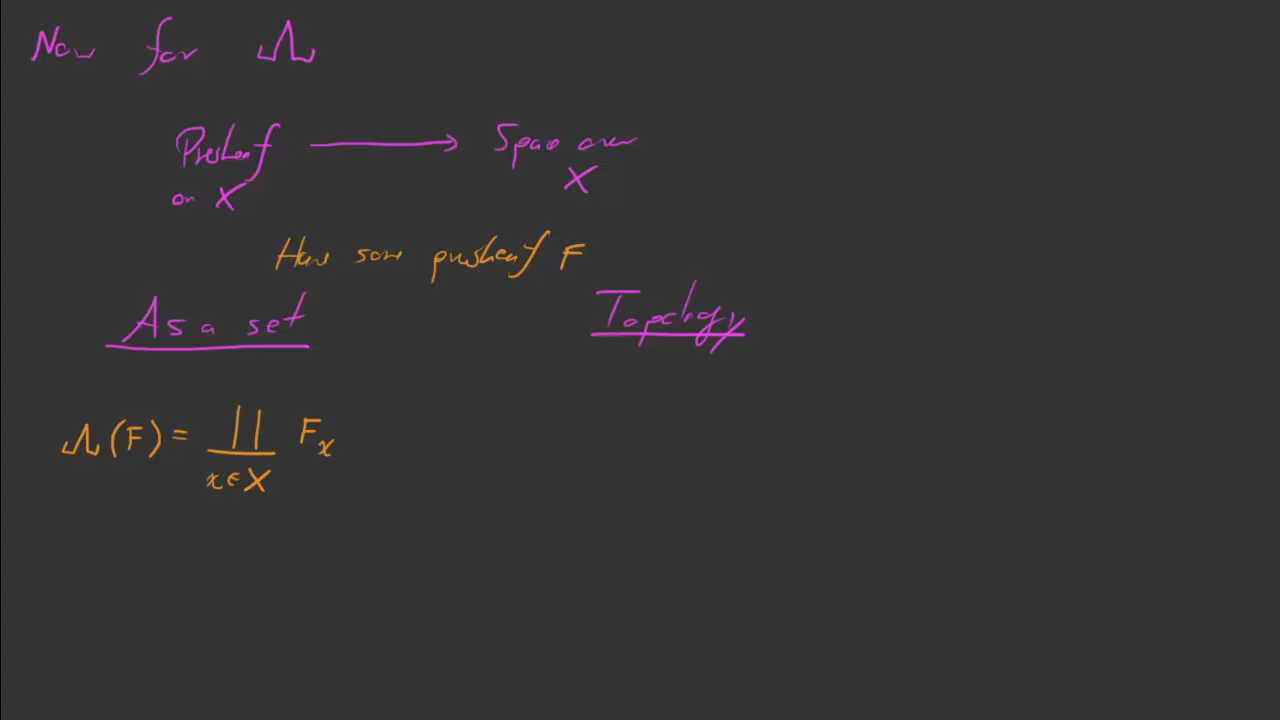 Now for Λ
Presheaf ⟶ Space over
on X X
Have some presheaf F
As a set Topology
Λ(F) = ∐ F_x
x∈X